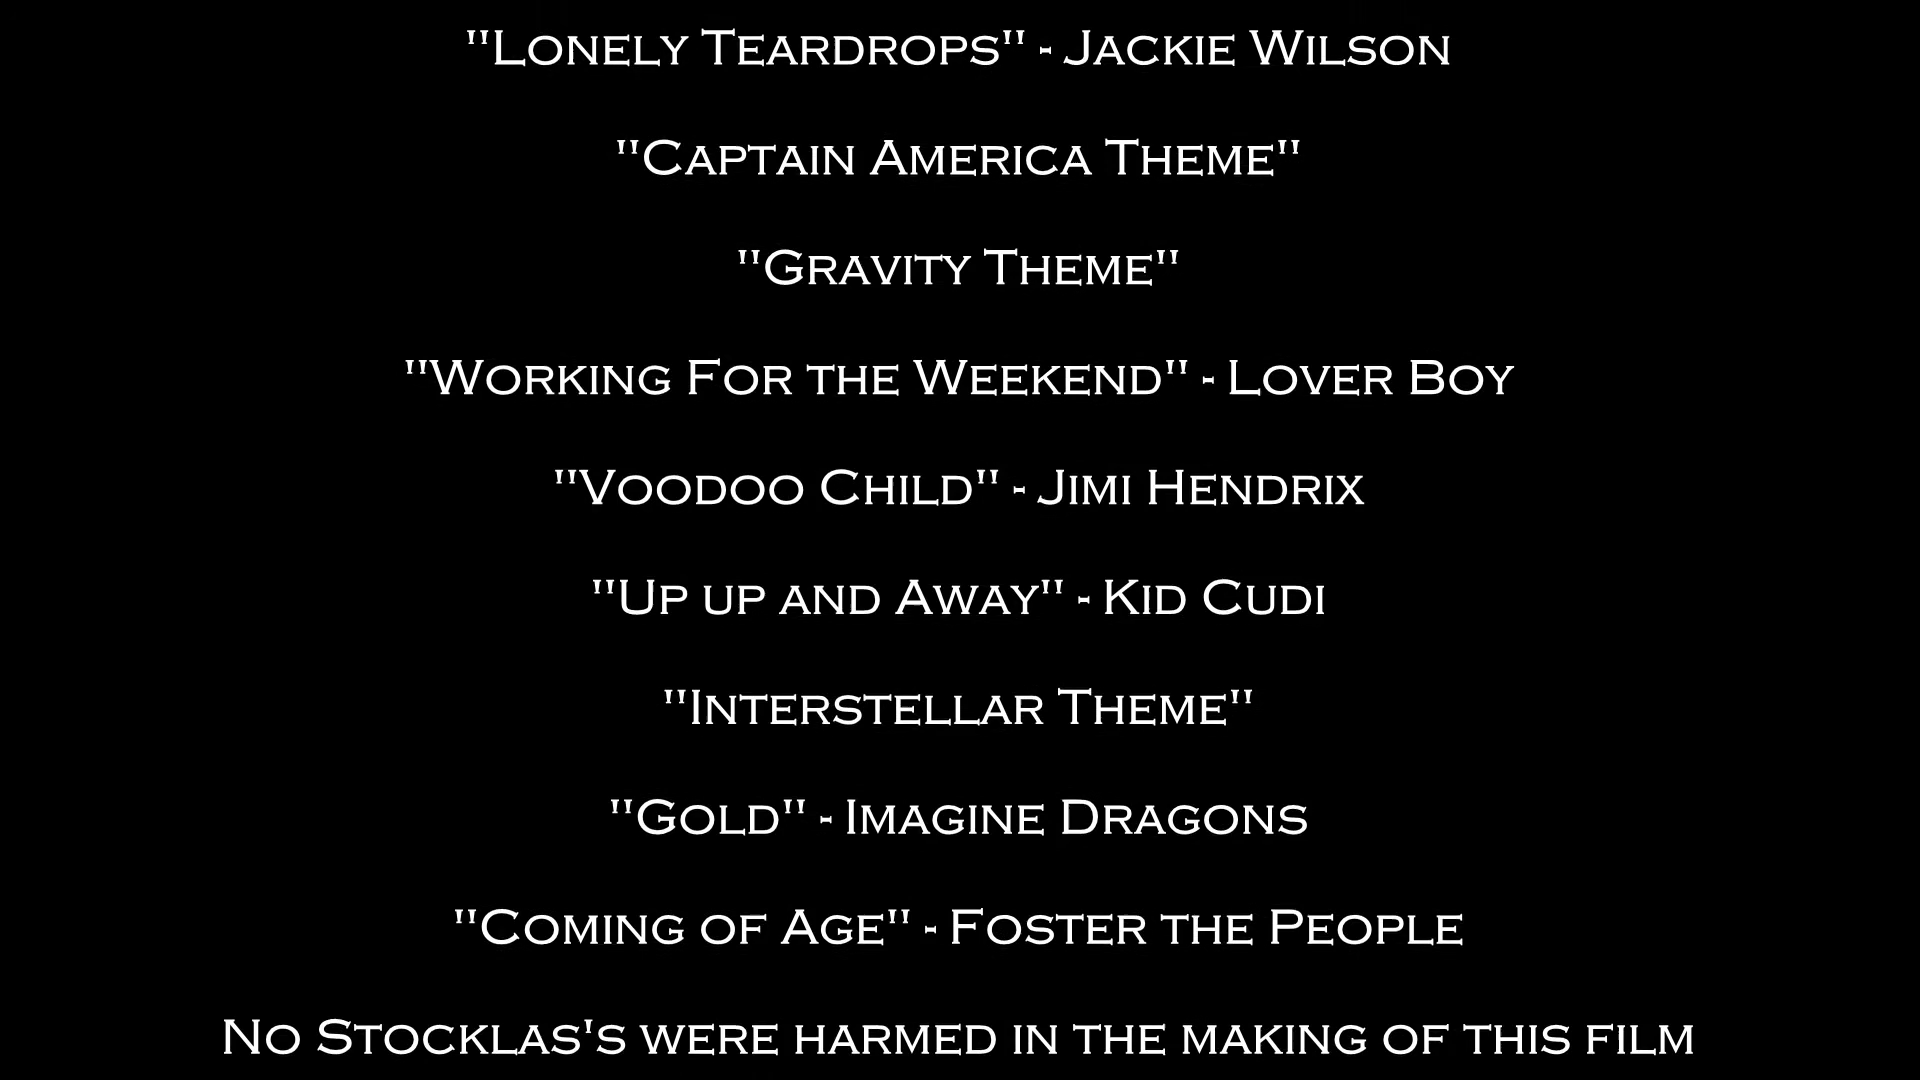 "Lonely Teardrops" - Jackie Wilson
"Captain America Theme"
"Gravity Theme"
"Working For the Weekend" - Lover Boy
"Voodoo Child" - Jimi Hendrix
"Up up and Away" - Kid Cudi
"Interstellar Theme"
"Gold" - Imagine Dragons
"Coming of Age" - Foster the People
No Stocklas's were harmed in the making of this film